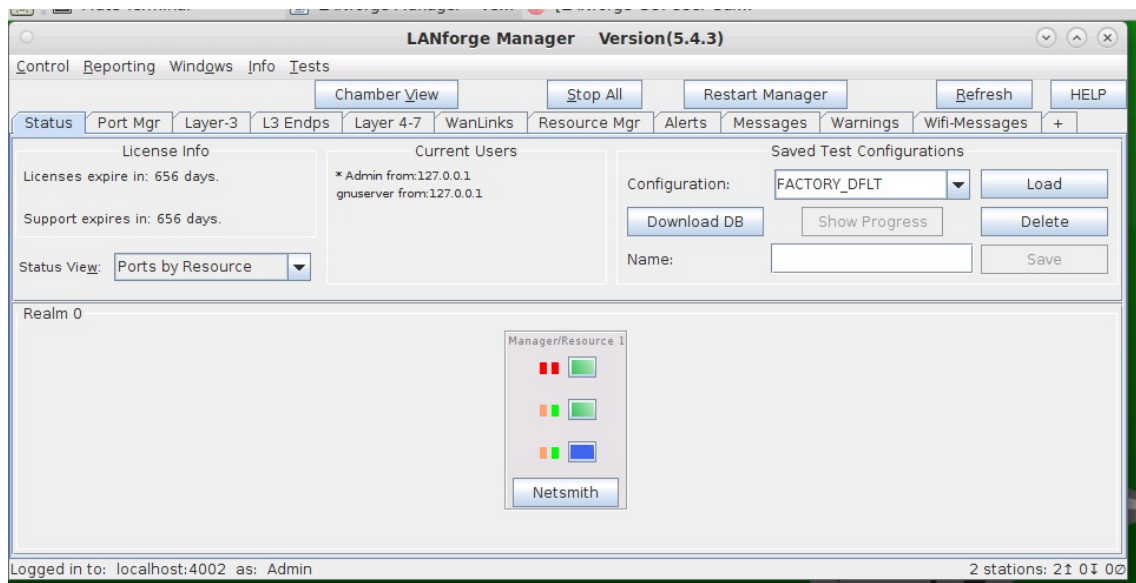 LANforge Manager Version(5.4.3)
Control Reporting Windows Info Tests
Chamber View Stop All Restart Manager Refresh HELP
Status Port Mgr Layer-3 L3 Endps Layer 4-7 WanLinks Resource Mgr Alerts Messages Warnings Wifi-Messages +
License Info
Licenses expire in: 656 days.
Support expires in: 656 days.
Status View: Ports by Resource
Current Users
* Admin from:127.0.0.1
gnuserver from:127.0.0.1
Saved Test Configurations
Configuration: FACTORY_DFLT Load
Download DB Show Progress Delete
Name: Save
Realm 0
Manager/Resource 1
Netsmith
Logged in to: localhost:4002 as: Admin
2 stations: 2↥ 0↧ 0∅